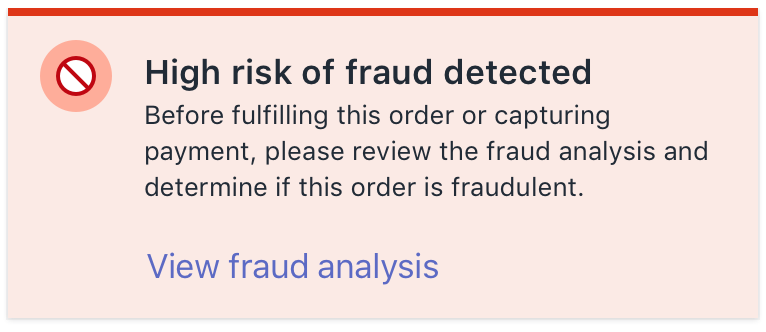 High risk of fraud detected
Before fulfilling this order or capturing
payment, please review the fraud analysis and
determine if this order is fraudulent.
View fraud analysis